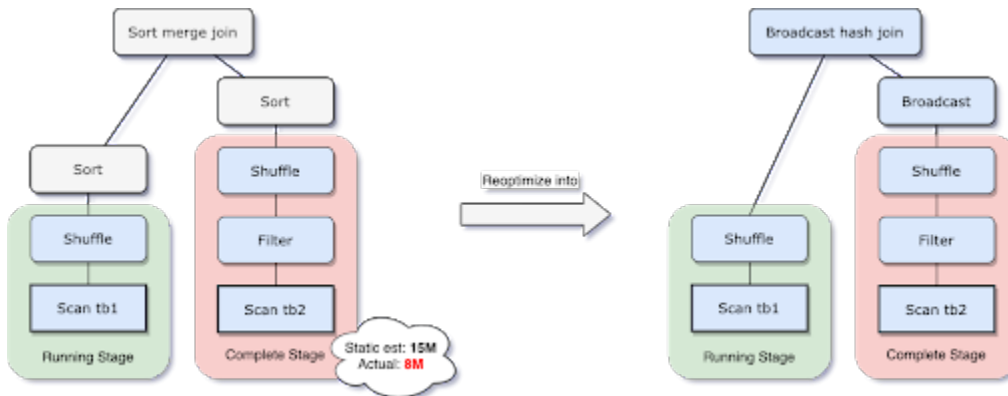 Sort merge join
Sort
Sort
Shuffle
Shuffle
Filter
Scan tb1
Scan tb2
Running Stage
Complete Stage
Static est: 15M
Actual: 8M
Reoptimize into
Broadcast hash join
Broadcast
Shuffle
Shuffle
Filter
Scan tb1
Scan tb2
Running Stage
Complete Stage